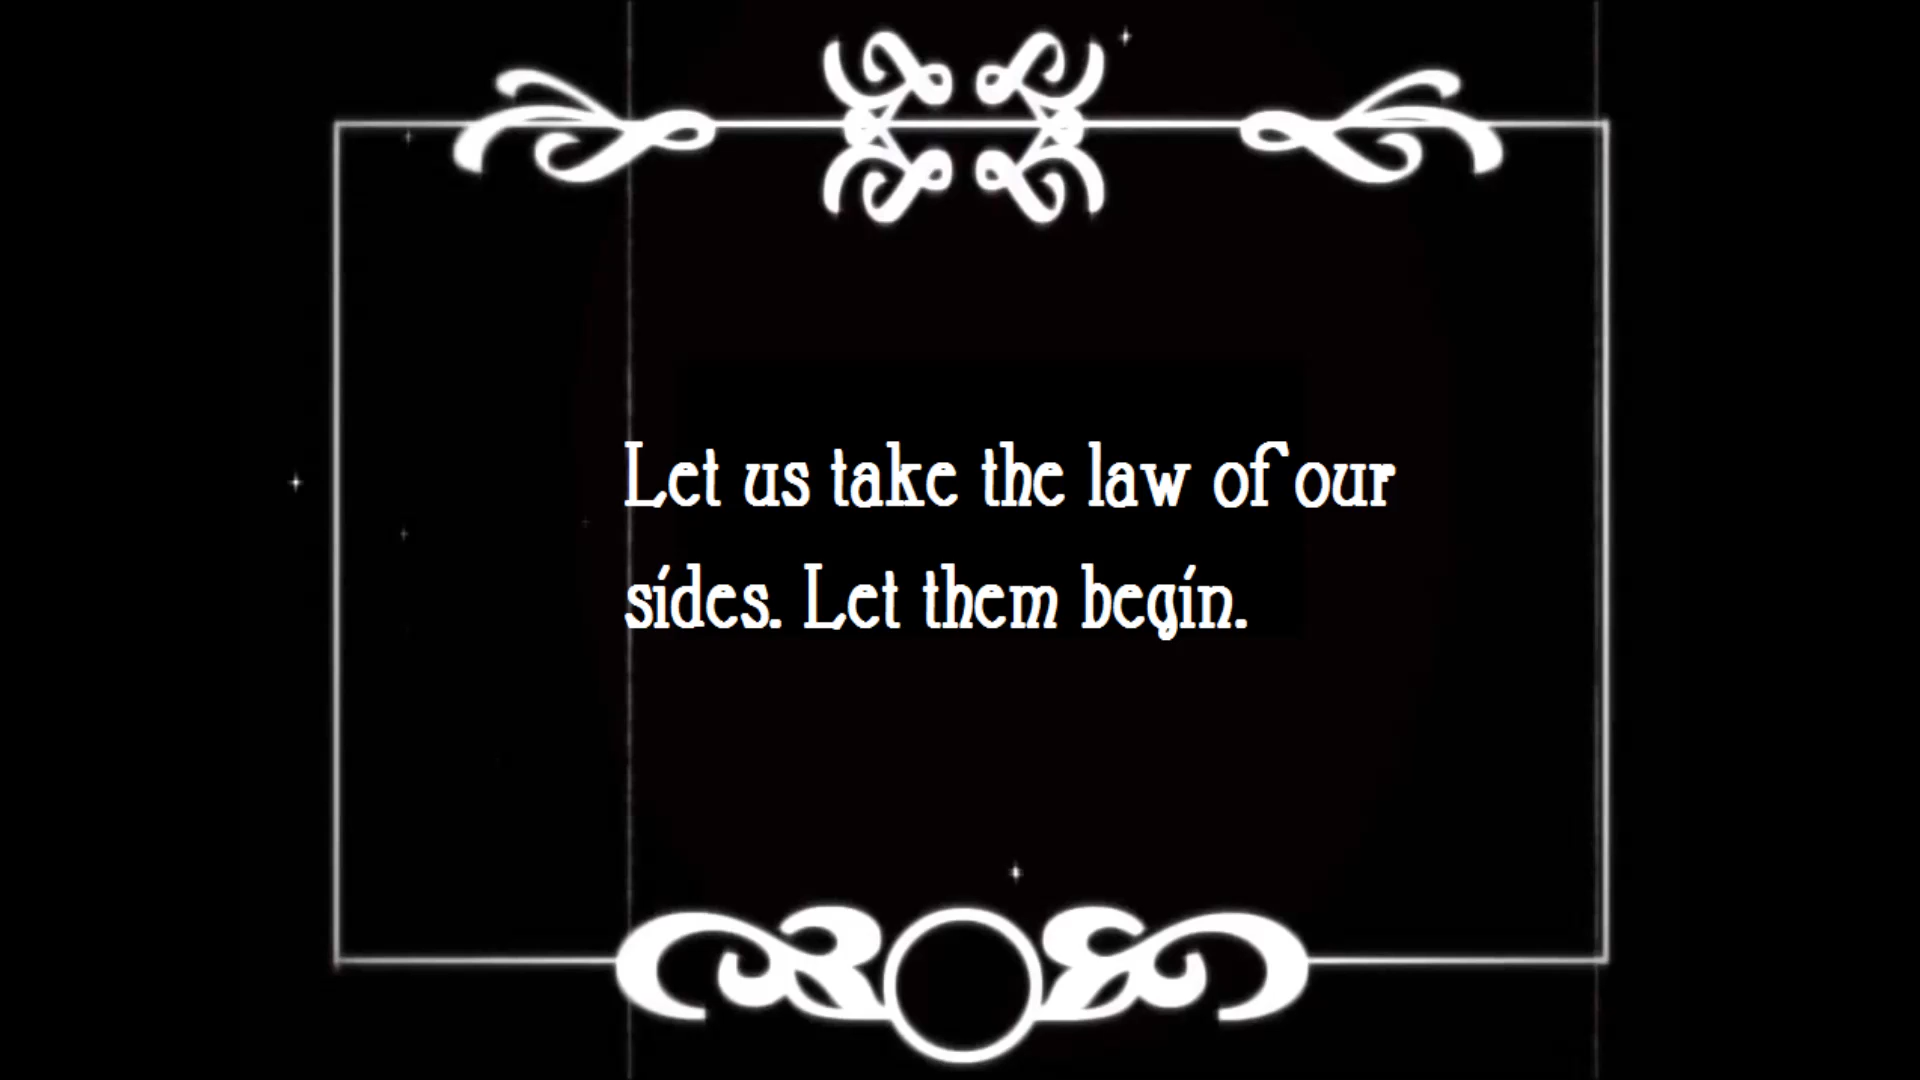 Let us take the law of our
sides. Let them begin.